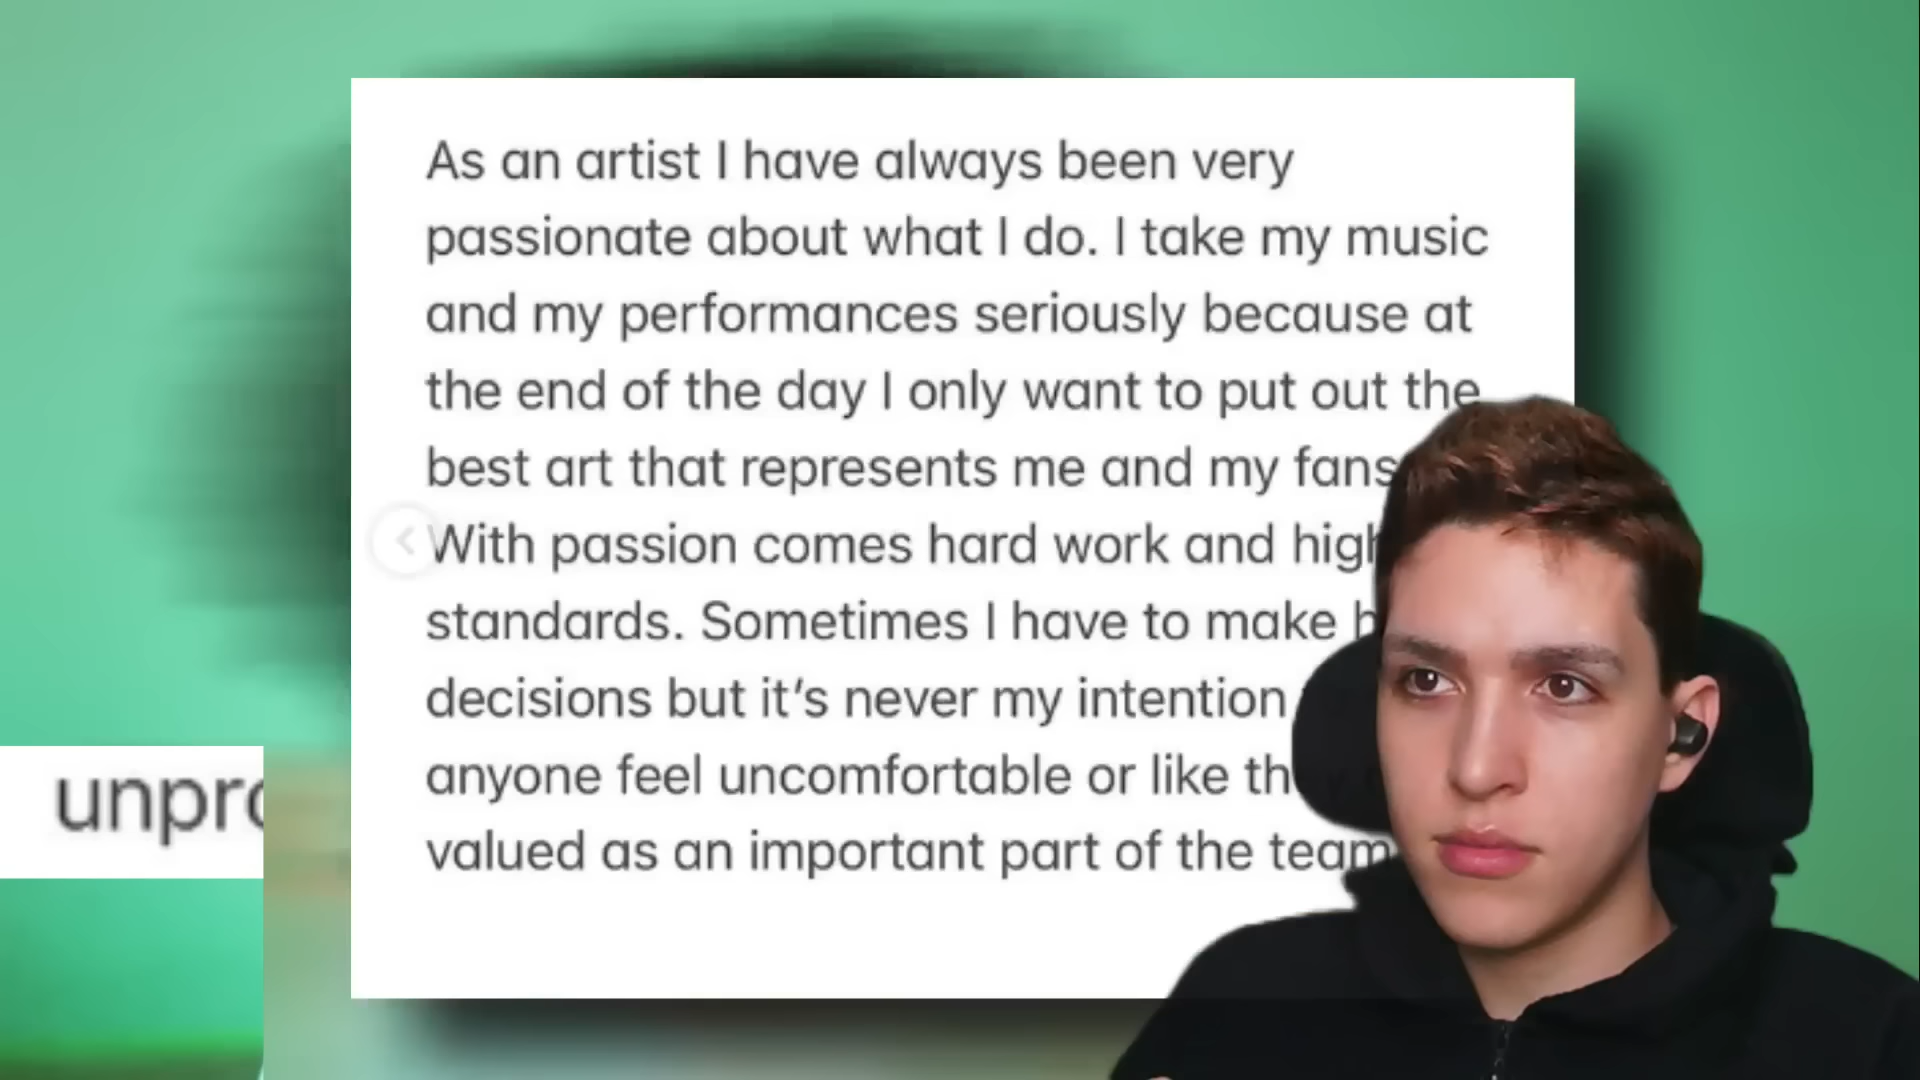 As an artist I have always been very
passionate about what I do. I take my music
and my performances seriously because at
the end of the day I only want to put out the
best art that represents me and my fans
With passion comes hard work and high
standards. Sometimes I have to make
decisions but it's never my intention
anyone feel uncomfortable or like
valued as an important part of the team